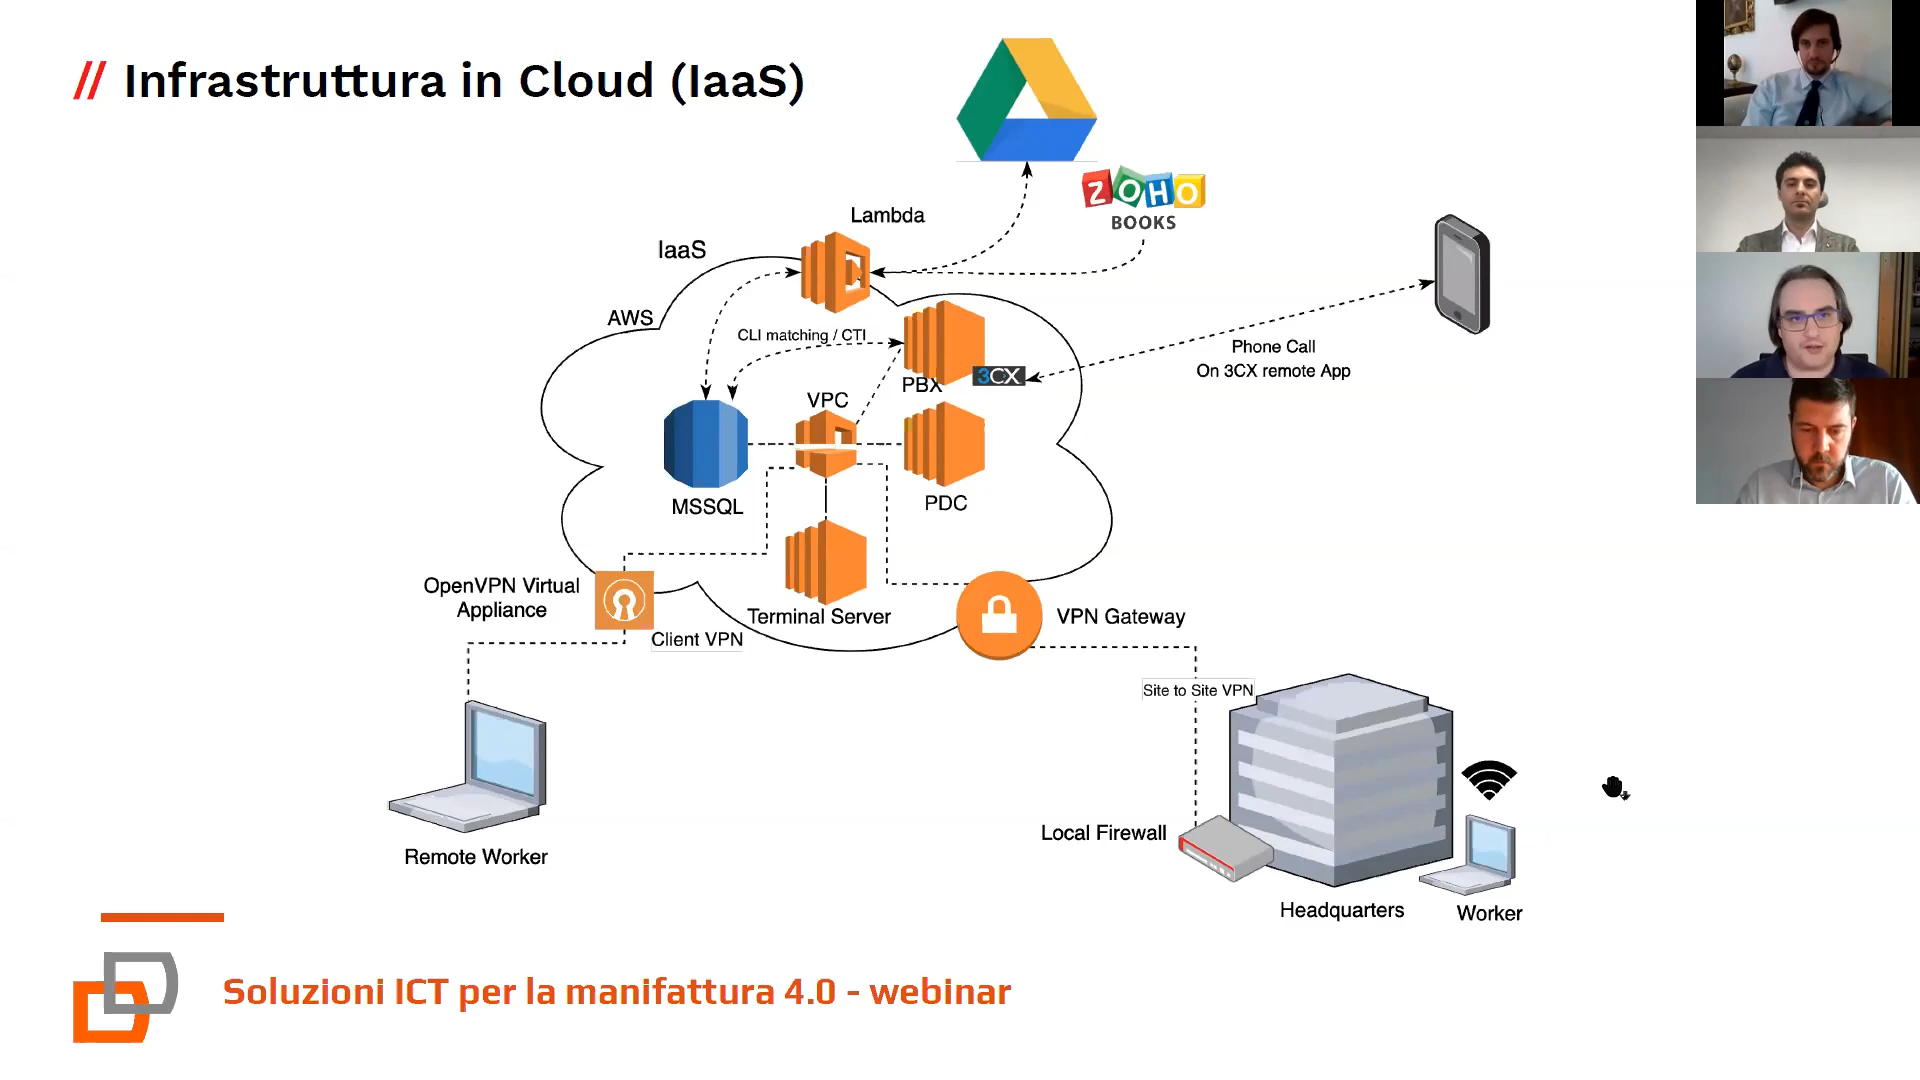 // Infrastruttura in Cloud (IaaS)
ZOHO
BOOKS
Lambda
IaaS
AWS
CLI matching / CTI
PBX
3CX
Phone Call
On 3CX remote App
VPC
MSSQL
PDC
OpenVPN Virtual
Appliance
Terminal Server
VPN Gateway
Client VPN
Site to Site VPN
Local Firewall
Remote Worker
Headquarters
Worker
Soluzioni ICT per la manifattura 4.0 - webinar